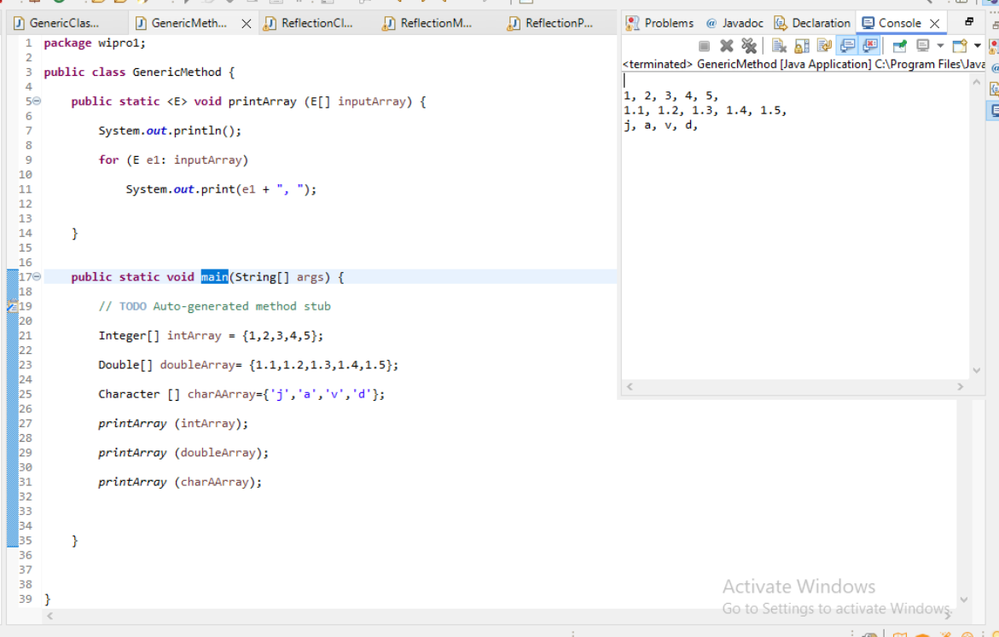 GenericClas...
GenericMeth...
ReflectionCl...
ReflectionM...
ReflectionP...
1 package wipro1;
2
3 public class GenericMethod {
4
5 public static <E> void printArray (E[] inputArray) {
6
7 System.out.println();
8
9 for (E e1: inputArray)
10
11 System.out.print(e1 + ", ");
12
13
14 }
15
16
17 public static void main(String[] args) {
18
19 // TODO Auto-generated method stub
20
21 Integer[] intArray = {1,2,3,4,5};
22
23 Double[] doubleArray= {1.1,1.2,1.3,1.4,1.5};
24
25 Character [] charAArray={'j','a','v','d'};
26
27 printArray (intArray);
28
29 printArray (doubleArray);
30
31 printArray (charAArray);
32
33
34
35 }
36
37
38
39 }
Problems @ Javadoc Declaration Console
<terminated> GenericMethod [Java Application] C:\Program Files\Java
1, 2, 3, 4, 5,
1.1, 1.2, 1.3, 1.4, 1.5,
j, a, v, d,
Activate Windows
Go to Settings to activate Windows.